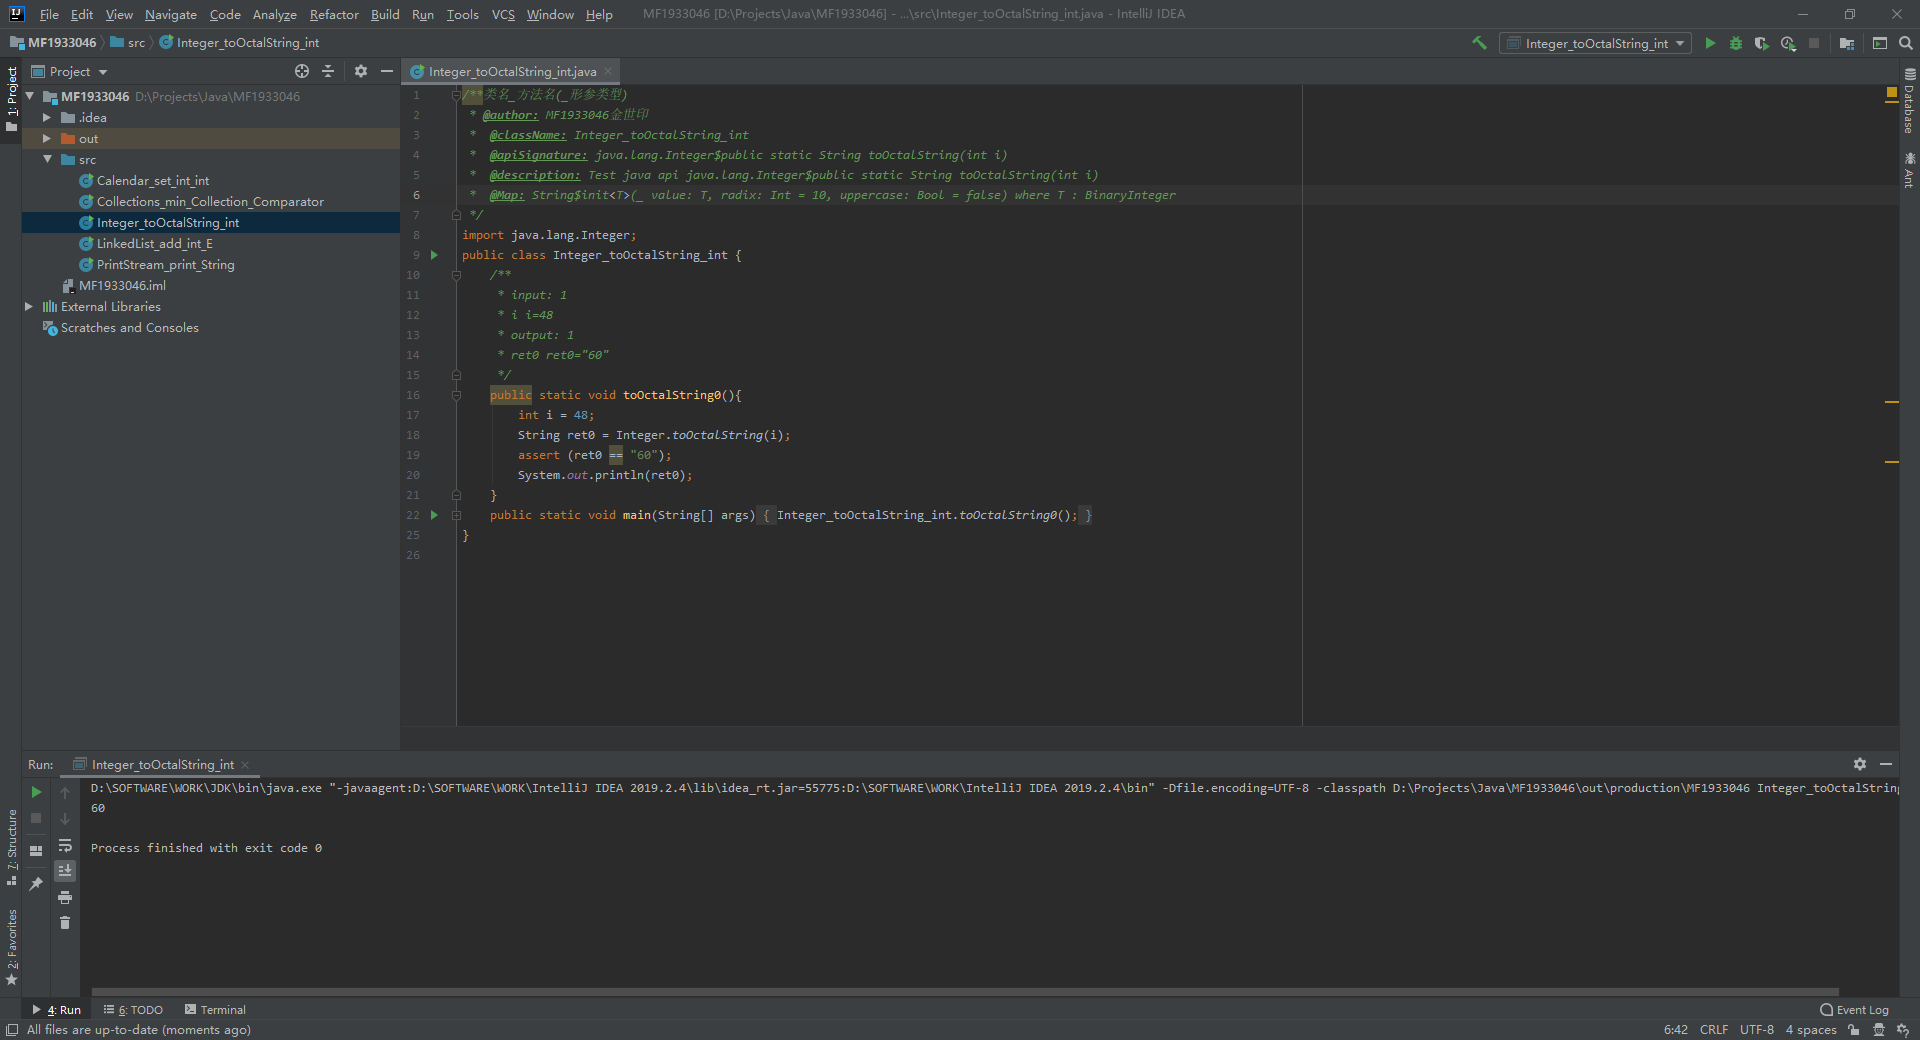 File Edit View Navigate Code Analyze Refactor Build Run Tools VCS Window Help MF1933046 [D:\Projects\Java\MF1933046] - ...\src\Integer_toOctalString_int.java - IntelliJ IDEA
MF1933046 src Integer_toOctalString_int Integer_toOctalString_int
1: Project
Project
MF1933046 D:\Projects\Java\MF1933046
.idea
out
src
Calendar_set_int_int
Collections_min_Collection_Comparator
Integer_toOctalString_int
LinkedList_add_int_E
PrintStream_print_String
MF1933046.iml
External Libraries
Scratches and Consoles
Integer_toOctalString_int.java
1 /**类名_方法名(_形参类型)
2 * @author: MF1933046金世印
3 * @className: Integer_toOctalString_int
4 * @apiSignature: java.lang.Integer$public static String toOctalString(int i)
5 * @description: Test java api java.lang.Integer$public static String toOctalString(int i)
6 * @Map: String$init<T>(_ value: T, radix: Int = 10, uppercase: Bool = false) where T : BinaryInteger
7 */
8 import java.lang.Integer;
9 public class Integer_toOctalString_int {
10 /**
11 * input: 1
12 * i i=48
13 * output: 1
14 * ret0 ret0="60"
15 */
16 public static void toOctalString0(){
17 int i = 48;
18 String ret0 = Integer.toOctalString(i);
19 assert (ret0 == "60");
20 System.out.println(ret0);
21 }
22 public static void main(String[] args) { Integer_toOctalString_int.toOctalString0(); }
25 }
26
Database
Ant
Run: Integer_toOctalString_int
D:\SOFTWARE\WORK\JDK\bin\java.exe "-javaagent:D:\SOFTWARE\WORK\IntelliJ IDEA 2019.2.4\lib\idea_rt.jar=55775:D:\SOFTWARE\WORK\IntelliJ IDEA 2019.2.4\bin" -Dfile.encoding=UTF-8 -classpath D:\Projects\Java\MF1933046\out\production\MF1933046 Integer_toOctalString
60
Process finished with exit code 0
7: Structure
2: Favorites
4: Run 6: TODO Terminal Event Log
All files are up-to-date (moments ago) 6:42 CRLF UTF-8 4 spaces